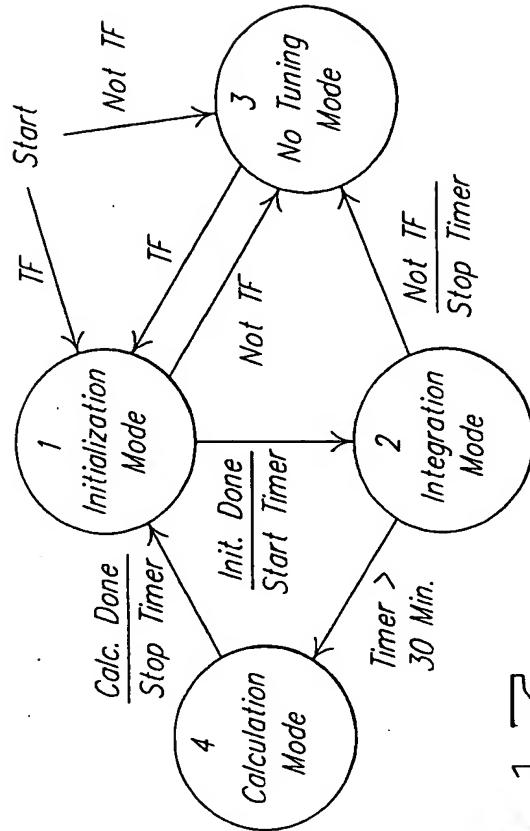 Start
TF
Not TF
1
Initialization
Mode
TF
Not TF
3
No Tuning
Mode
Calc. Done
Stop Timer
Init. Done
Start Timer
Not TF
Stop Timer
4
Calculation
Mode
Timer >
30 Min.
2
Integration
Mode